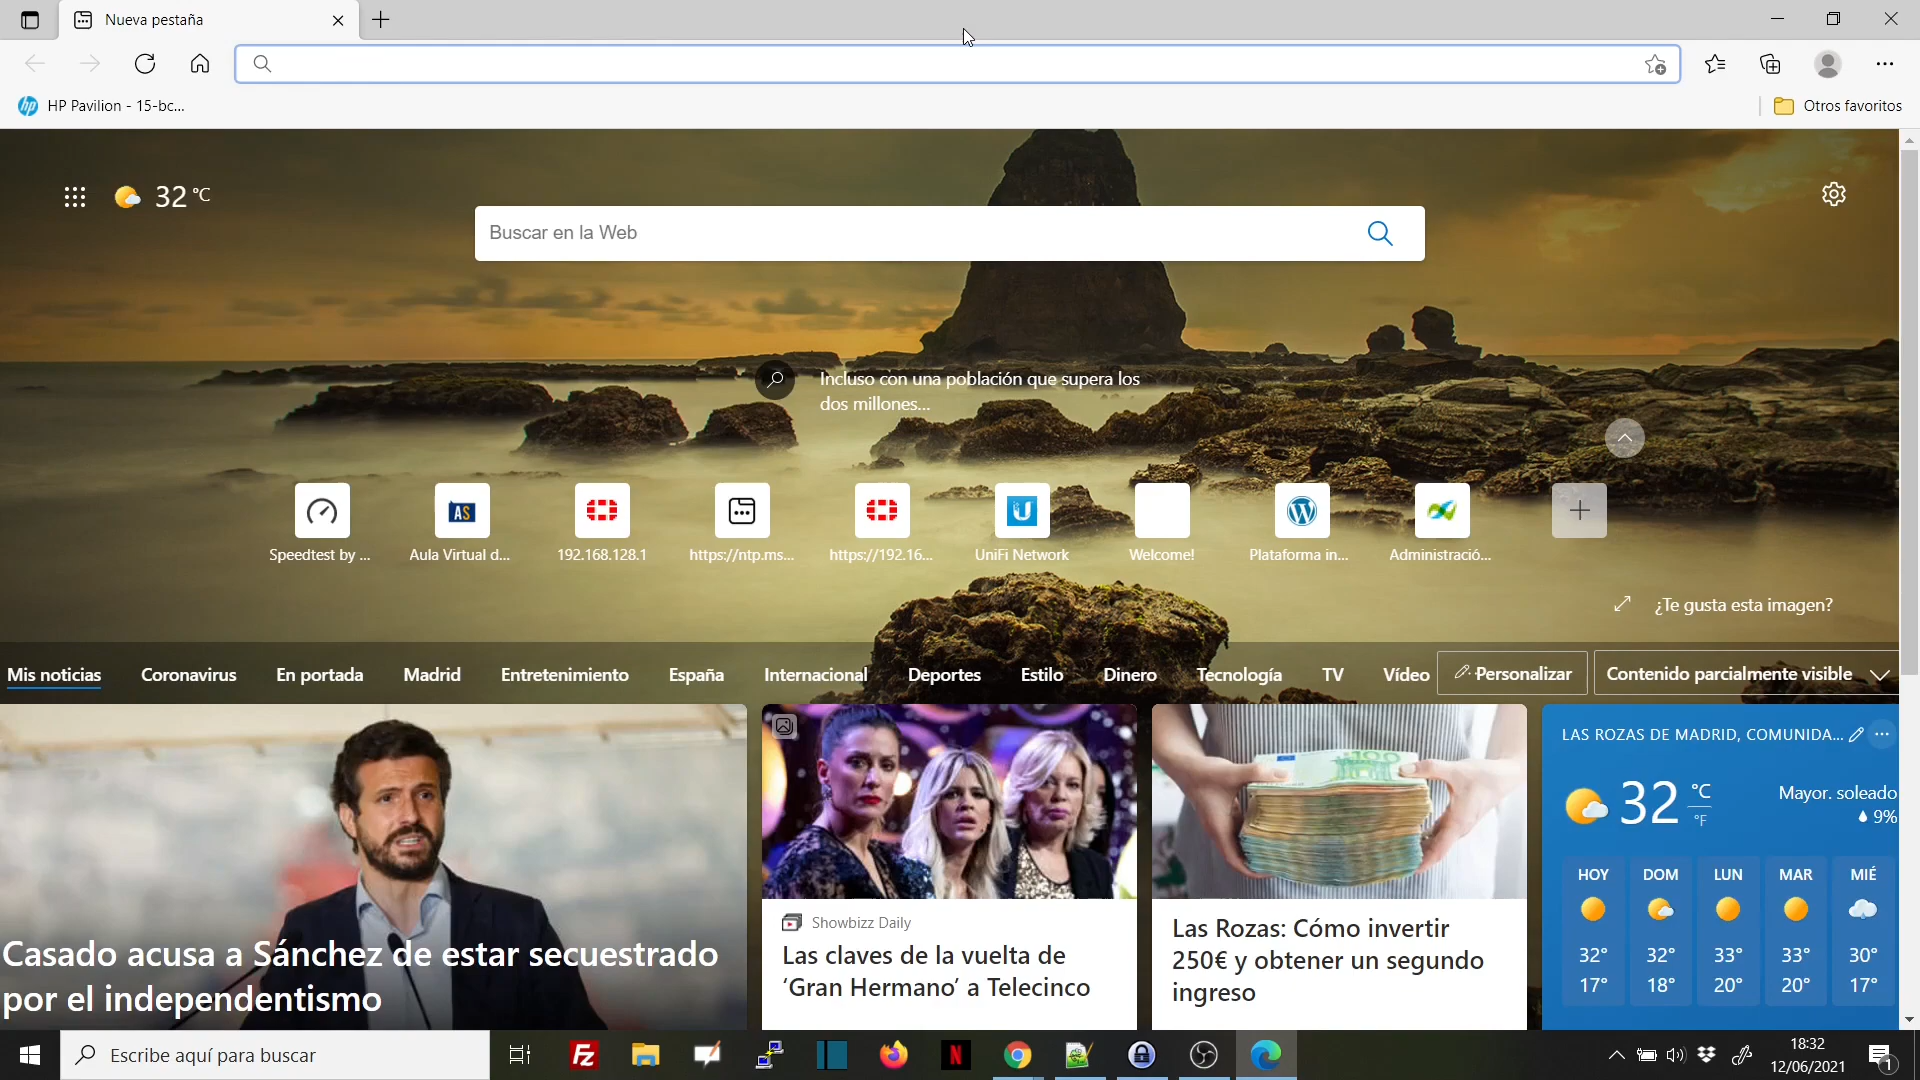 Nueva pestaña
HP Pavilion - 15-bc...
Otros favoritos
32 °C
Buscar en la Web
Incluso con una población que supera los
dos millones...
Speedtest by ...
Aula Virtual d...
192.168.128.1
https://ntp.ms...
https://192.16...
UniFi Network
Welcome!
Plataforma in...
Administració...
¿Te gusta esta imagen?
Mis noticias
Coronavirus
En portada
Madrid
Entretenimiento
España
Internacional
Deportes
Estilo
Dinero
Tecnología
TV
Vídeo
Personalizar
Contenido parcialmente visible
Casado acusa a Sánchez de estar secuestrado
por el independentismo
Showbizz Daily
Las claves de la vuelta de
‘Gran Hermano’ a Telecinco
Las Rozas: Cómo invertir
250€ y obtener un segundo
ingreso
LAS ROZAS DE MADRID, COMUNIDA...
32 °C
°F
Mayor. soleado
9%
HOY DOM LUN MAR MIÉ
32° 32° 33° 33° 30°
17° 18° 20° 20° 17°
Escribe aquí para buscar
18:32
12/06/2021
1